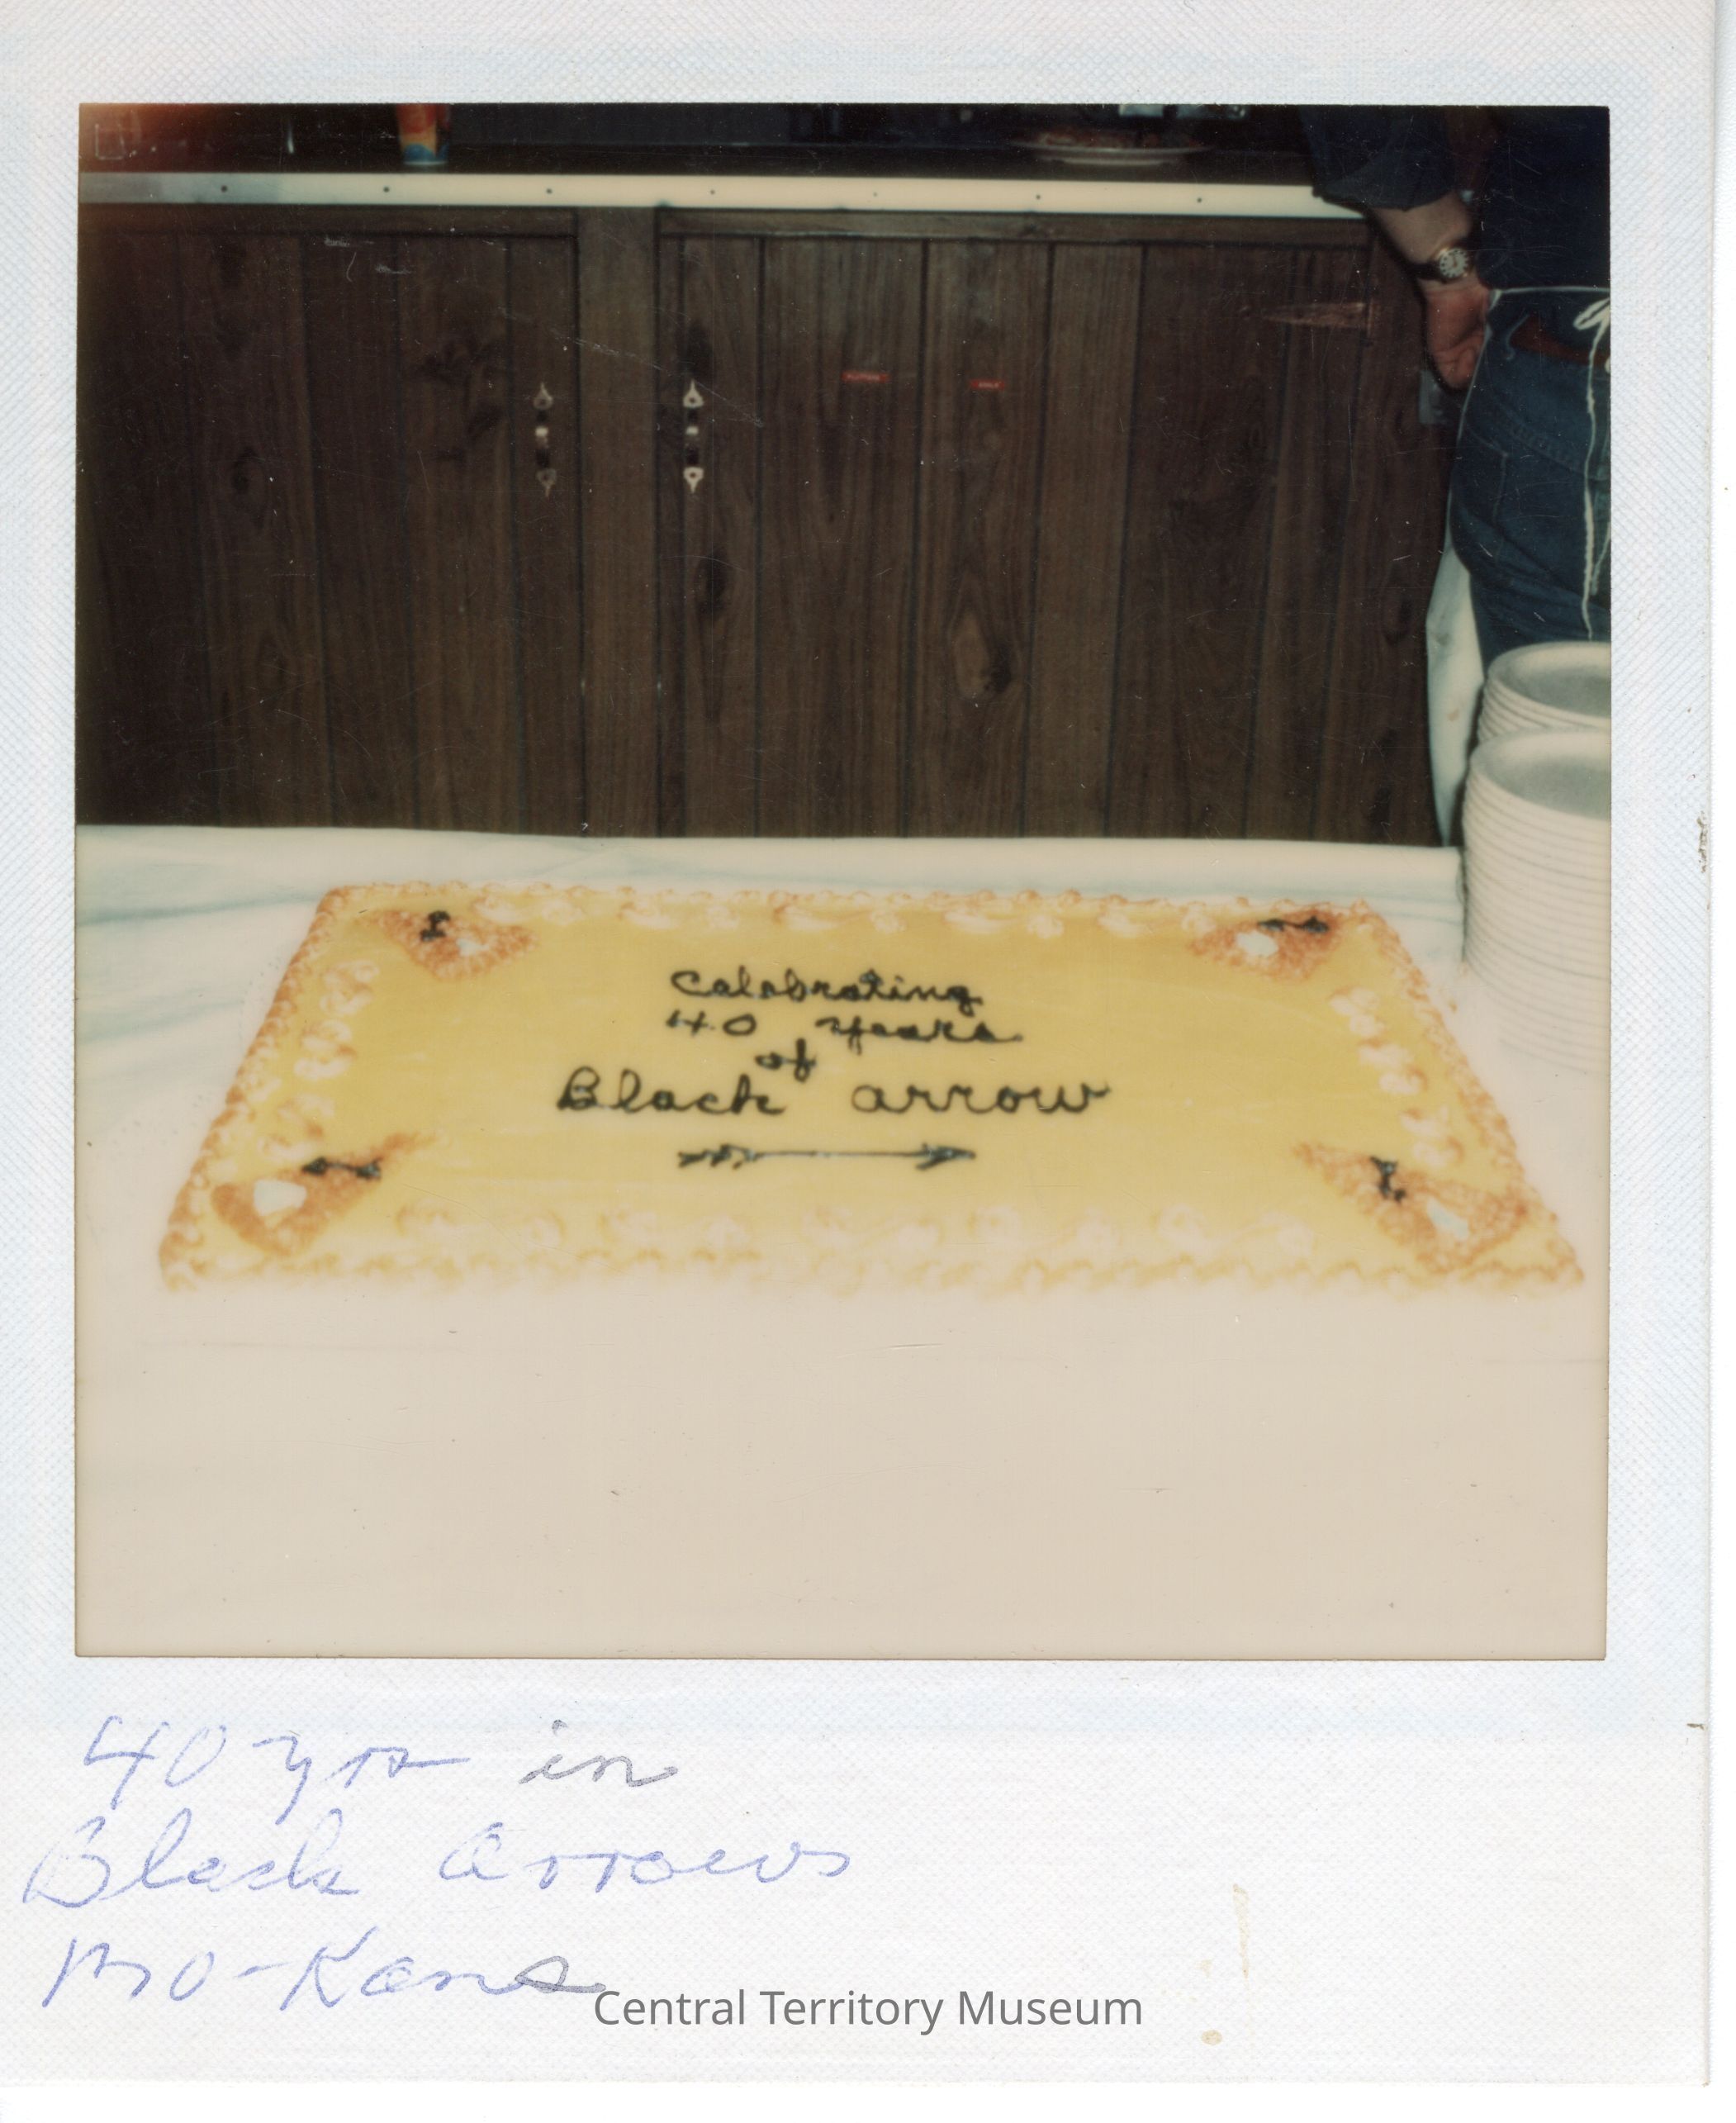 Celebrating
40 years
of
Black arrow
40 yrs in
Black Arrows
Mo-Kans
Central Territory Museum